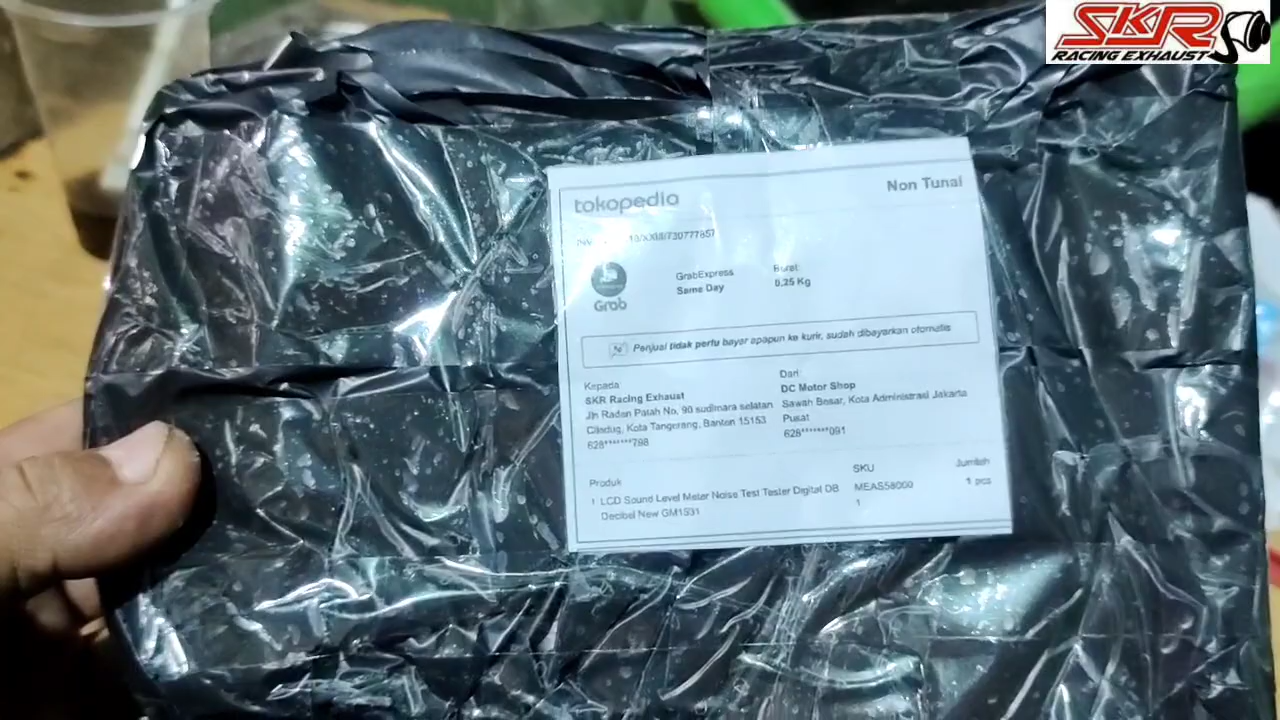 SKR
RACING EXHAUST
tokopedia
Non Tunai
GrabExpress
Same Day
Berat:
0,25 Kg
Grab
Penjual tidak perlu bayar apapun ke kurir, sudah dibayarkan otomatis
Kepada
SKR Racing Exhaust
Jln Raden Patah No, 90 sudimara selatan
Ciledug, Kota Tangerang, Banten 15153
628*******798
Dari:
DC Motor Shop
Sawah Besar, Kota Administrasi Jakarta
Pusat
628*******091
Produk
SKU
Jumlah
1 LCD Sound Level Meter Noise Test Tester Digital DB
Decibel New GM1531
MEAS58000
1
1 pcs